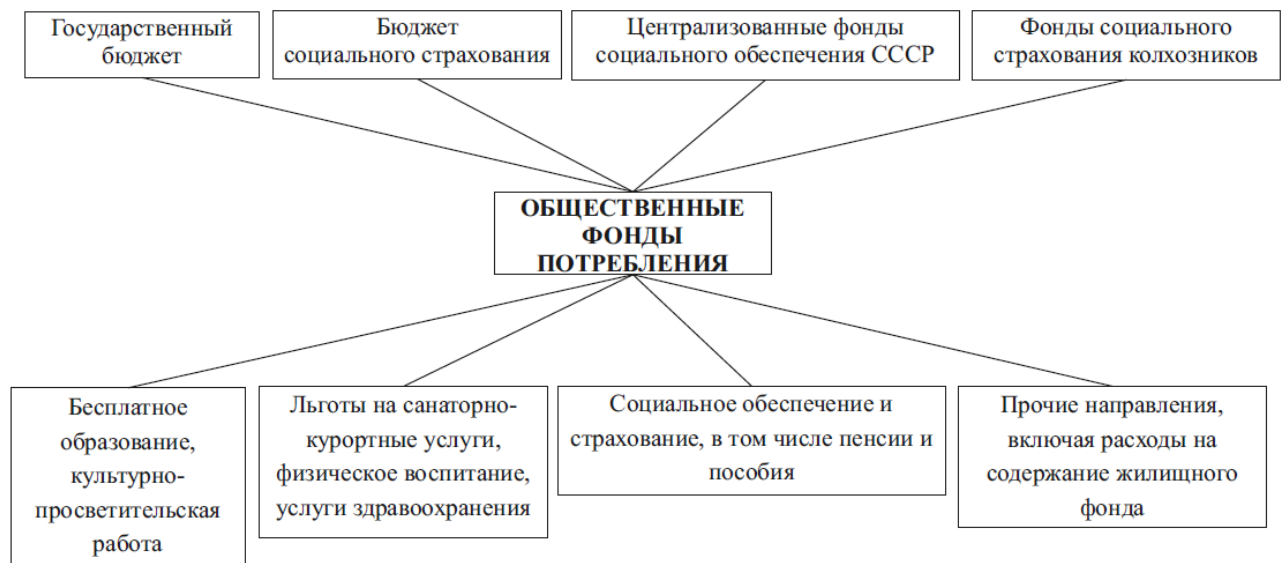 Государственный
бюджет
Бюджет
социального страхования
Централизованные фонды
социального обеспечения СССР
Фонды социального
страхования колхозников
ОБЩЕСТВЕННЫЕ
ФОНДЫ
ПОТРЕБЛЕНИЯ
Бесплатное
образование,
культурно-
просветительская
работа
Льготы на санаторно-
курортные услуги,
физическое воспитание,
услуги здравоохранения
Социальное обеспечение и
страхование, в том числе пенсии и
пособия
Прочие направления,
включая расходы на
содержание жилищного
фонда